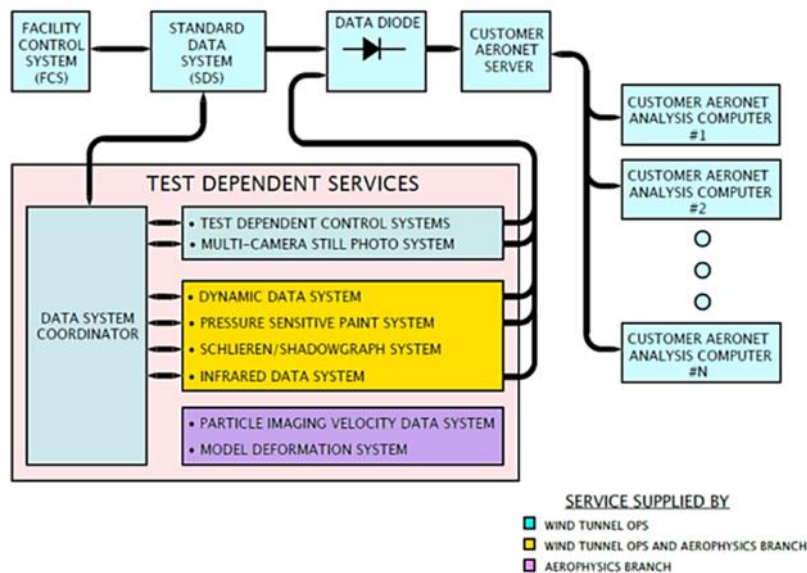 FACILITY
CONTROL
SYSTEM
(FCS)
STANDARD
DATA
SYSTEM
(SDS)
DATA DIODE
CUSTOMER
AERONET
SERVER
CUSTOMER AERONET
ANALYSIS COMPUTER
#1
CUSTOMER AERONET
ANALYSIS COMPUTER
#2
CUSTOMER AERONET
ANALYSIS COMPUTER
#N
TEST DEPENDENT SERVICES
DATA SYSTEM
COORDINATOR
• TEST DEPENDENT CONTROL SYSTEMS
• MULTI-CAMERA STILL PHOTO SYSTEM
• DYNAMIC DATA SYSTEM
• PRESSURE SENSITIVE PAINT SYSTEM
• SCHLIEREN/SHADOWGRAPH SYSTEM
• INFRARED DATA SYSTEM
• PARTICLE IMAGING VELOCITY DATA SYSTEM
• MODEL DEFORMATION SYSTEM
SERVICE SUPPLIED BY
WIND TUNNEL OPS
WIND TUNNEL OPS AND AEROPHYSICS BRANCH
AEROPHYSICS BRANCH